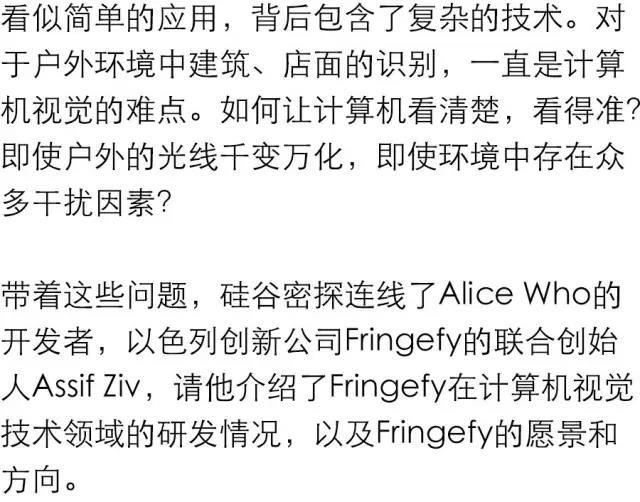 看似简单的应用，背后包含了复杂的技术。对
于户外环境中建筑、店面的识别，一直是计算
机视觉的难点。如何让计算机看清楚，看得准？
即使户外的光线千变万化，即使环境中存在众
多干扰因素？
带着这些问题，硅谷密探连线了Alice Who的
开发者，以色列创新公司Fringefy的联合创始
人Assif Ziv，请他介绍了Fringefy在计算机视觉
技术领域的研发情况，以及Fringefy的愿景和
方向。